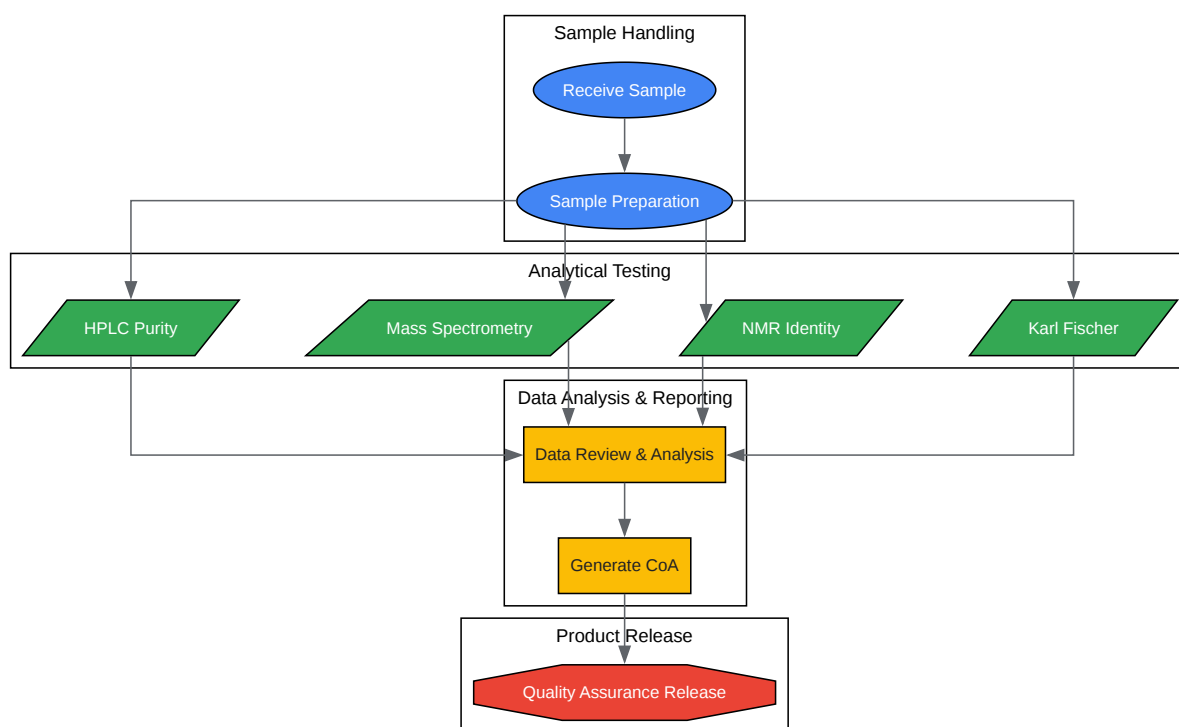 Sample Handling
Receive Sample
Sample Preparation
Analytical Testing
HPLC Purity
Mass Spectrometry
NMR Identity
Karl Fischer
Data Analysis & Reporting
Data Review & Analysis
Generate CoA
Product Release
Quality Assurance Release